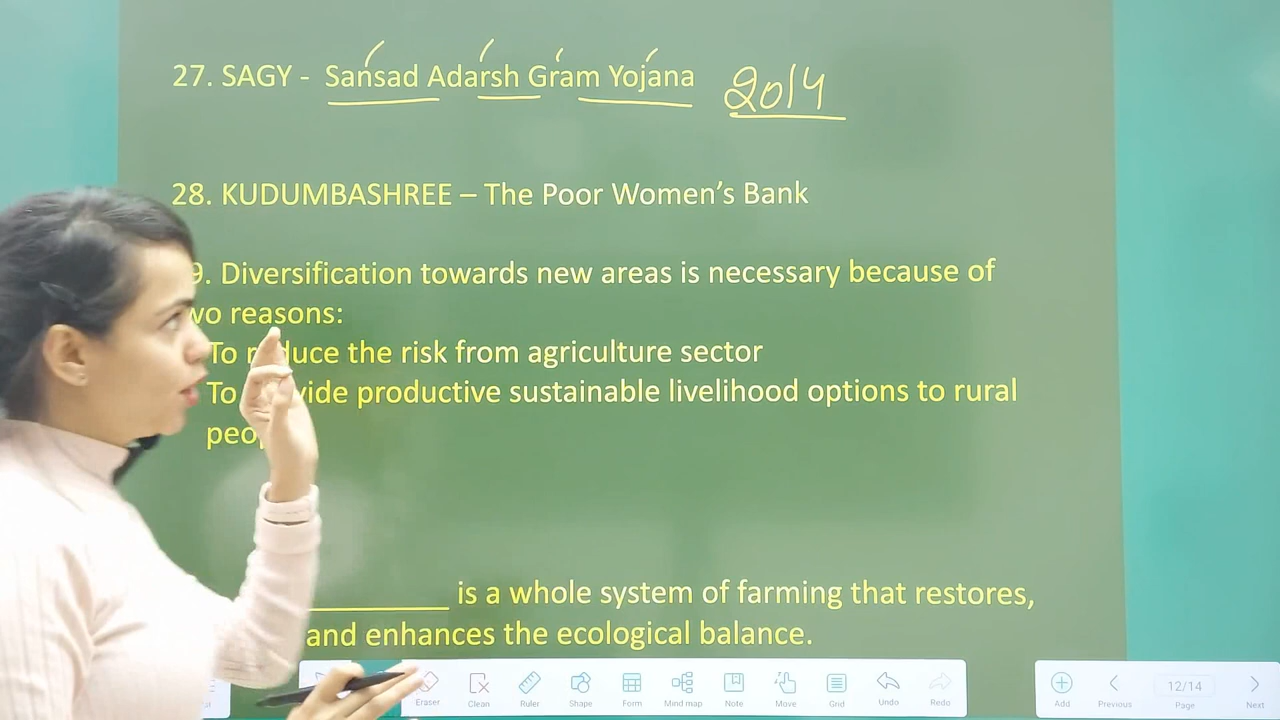 27. SAGY - Sansad Adarsh Gram Yojana 2014
28. KUDUMBASHREE – The Poor Women's Bank
9. Diversification towards new areas is necessary because of
wo reasons:
To reduce the risk from agriculture sector
To productive sustainable livelihood options to rural
is a whole system of farming that restores,
and enhances the ecological balance.
Eraser Clean Ruler Shape Form Mind map Note Move Grid Undo Redo Add Previous 12/14 Page Next